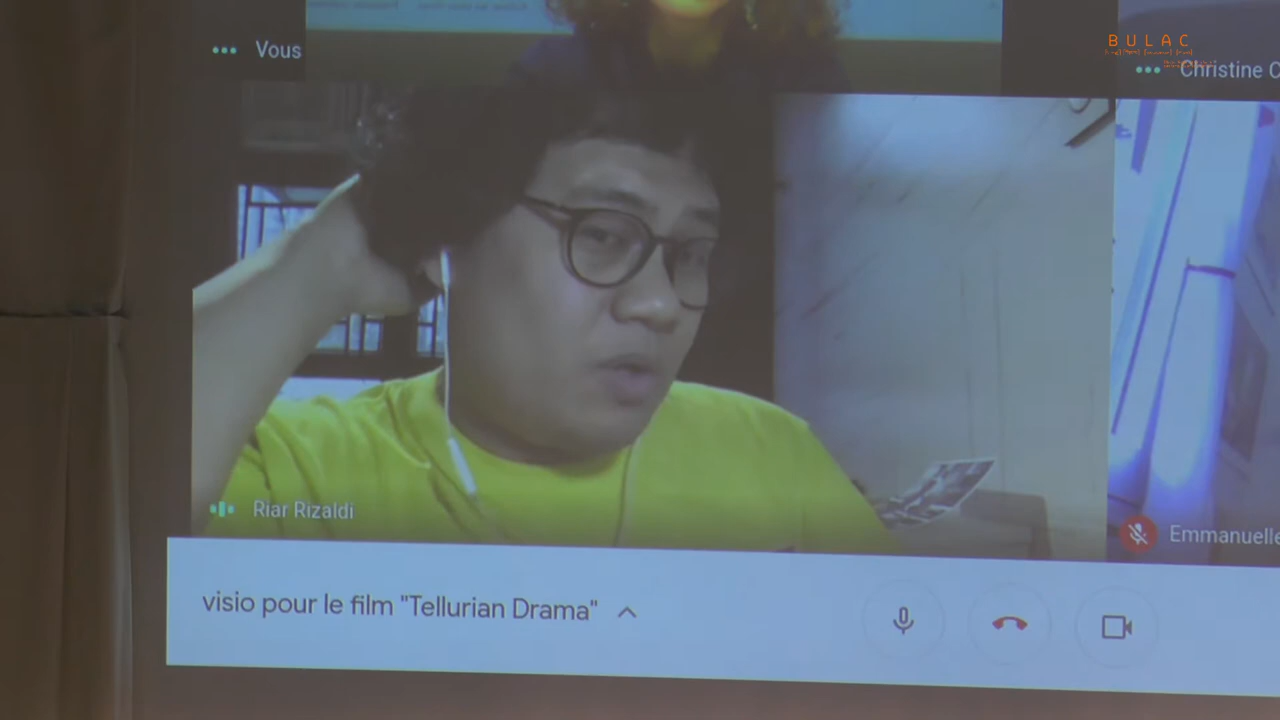 Vous
BULAC
Christine C
Riar Rizaldi
Emmanuelle
visio pour le film "Tellurian Drama"